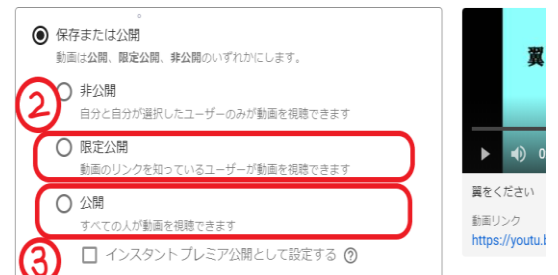 保存または公開
動画は公開、限定公開、非公開のいずれかにします。
②
非公開
自分と自分が選択したユーザーのみが動画を視聴できます
限定公開
動画のリンクを知っているユーザーが動画を視聴できます
公開
すべての人が動画を視聴できます
③
インスタント プレミア公開として設定する
翼
0
翼をください
動画リンク
https://youtu.b